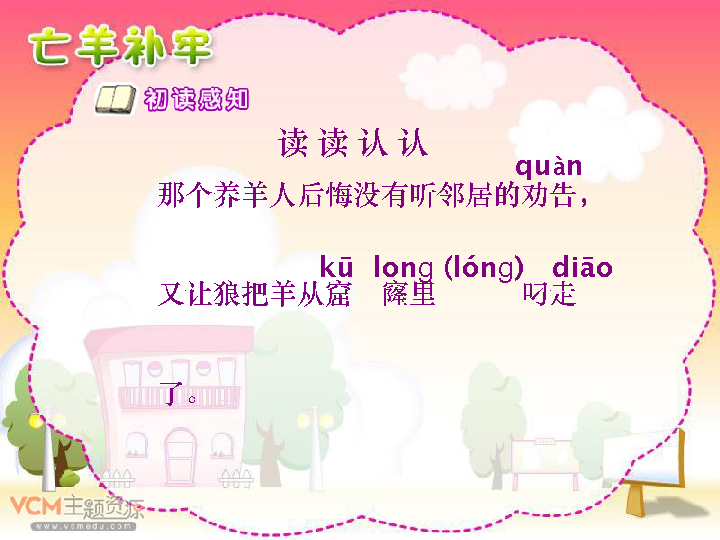 亡羊补牢
初读感知
读读认认
quàn
那个养羊人后悔没有听邻居的劝告，
kū long (lóng) diāo
又让狼把羊从窟窿里叼走
了。
VCM主题资源
www.vcmedu.com